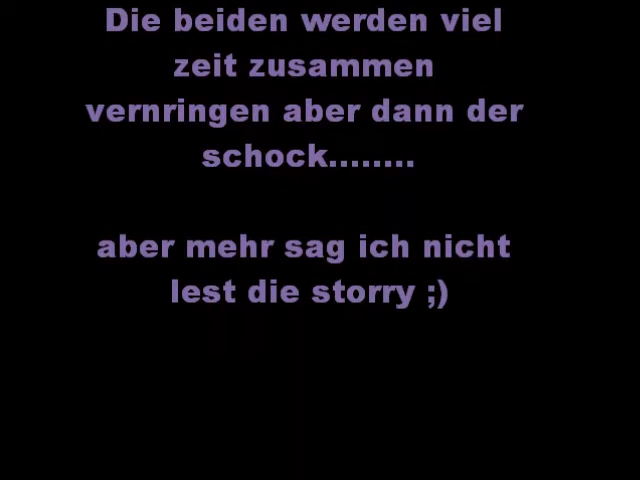 Die beiden werden viel
zeit zusammen
vernringen aber dann der
schock........
aber mehr sag ich nicht
lest die storry ;)